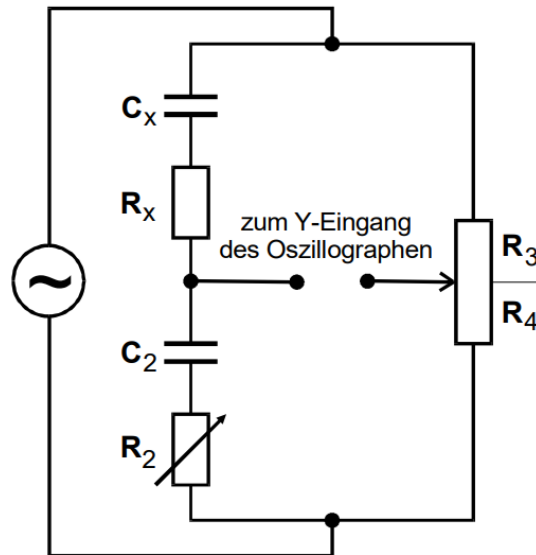 Cₓ
Rₓ
zum Y-Eingang
des Oszillographen
R₃
~
R₄
C₂
R₂